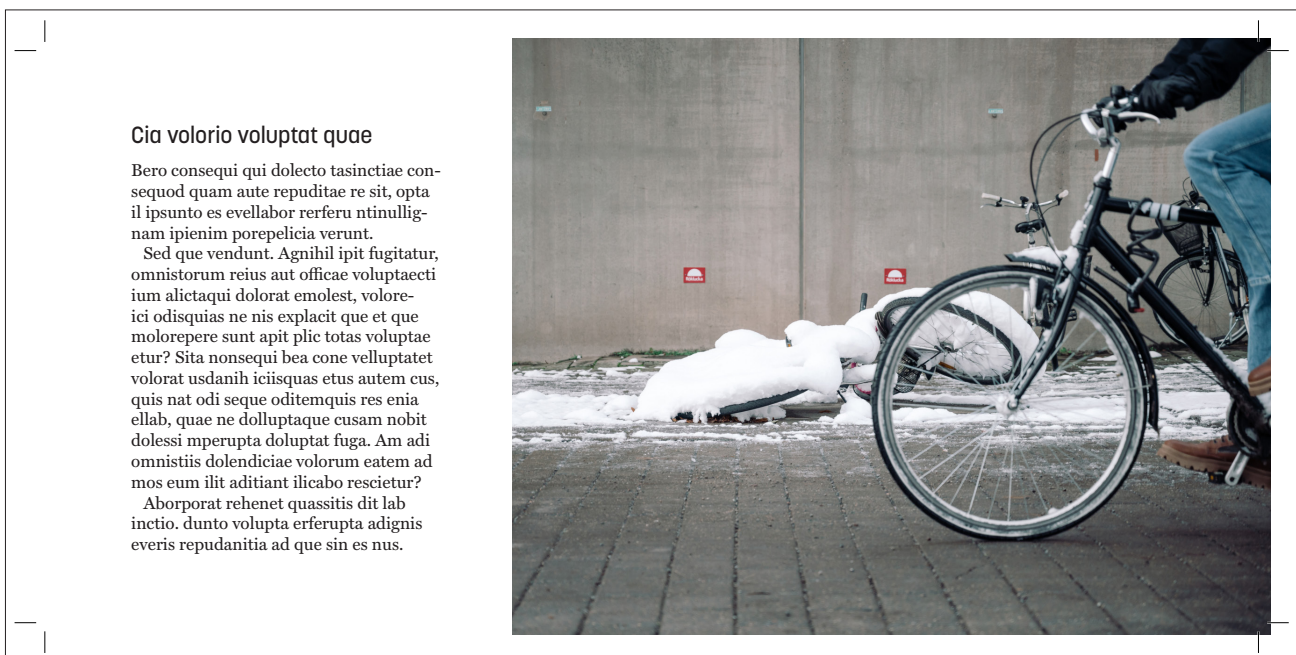 Cia volorio voluptat quae
Bero consequi qui dolecto tasinctiae con-
sequod quam aute repuditae re sit, opta
il ipsunto es evellabor rerferu ntinullig-
nam ipienim porepelicia verunt.
Sed que vendunt. Agnihil ipit fugitatur,
omnistorum reius aut officae voluptaecti
ium alictaqui dolorat emolest, volore-
ici odisquias ne nis explacit que et que
molorepere sunt apit plic totas voluptae
etur? Sita nonsequi bea cone velluptatet
volorat usdanih iciisquas etus autem cus,
quis nat odi seque oditemquis res enia
ellab, quae ne dolluptaque cusam nobit
dolessi mperupta doluptat fuga. Am adi
omnistiis dolendiciae volorum eatem ad
mos eum ilit aditiant ilicabo rescietur?
Aborporat rehenet quassitis dit lab
inctio. dunto volupta erferupta adignis
everis repudanitia ad que sin es nus.